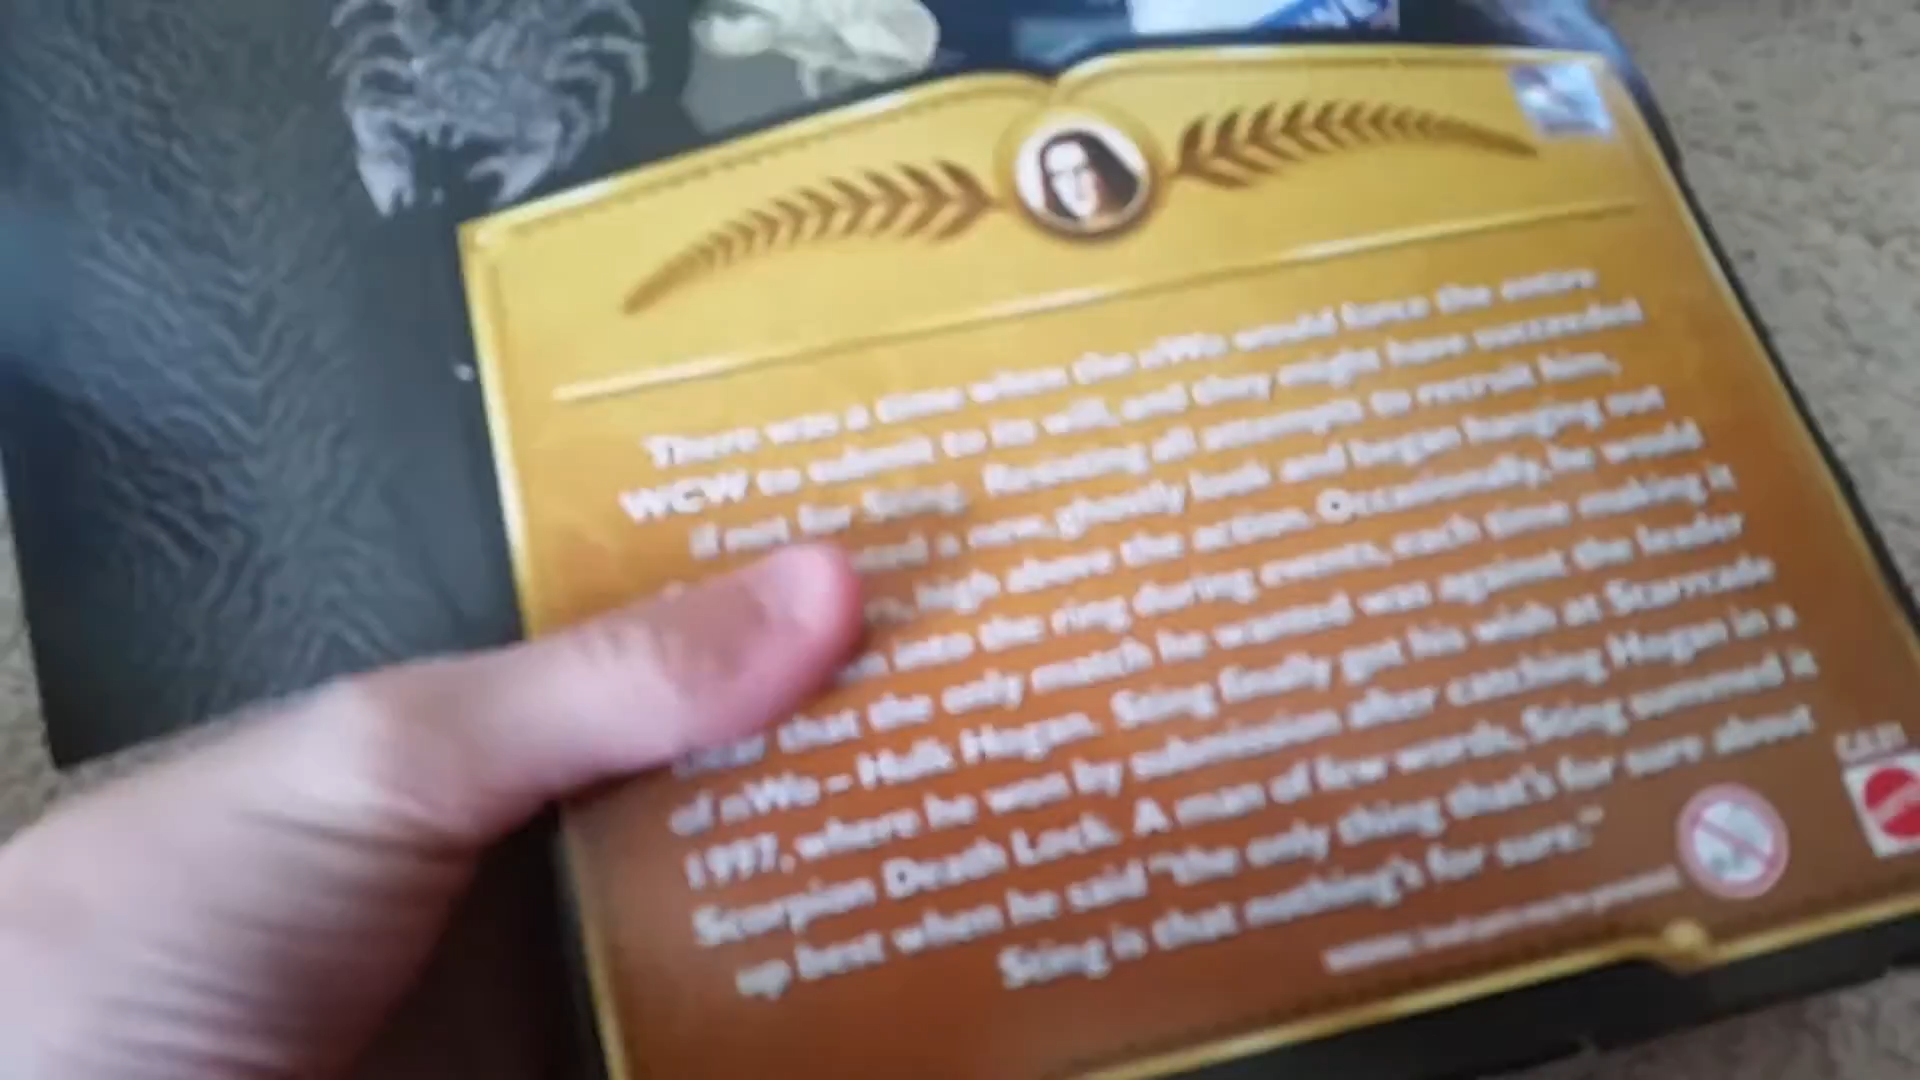 There was a time when the nWo would force the entire
WCW to submit to its will, and they might have succeeded
if not for Sting. Resisting all attempts to recruit him,
a new, ghostly look and began hanging out
high above the action. Occasionally, he would
onto the ring during events, each time making it
that the only match he wanted was against the leader
of nWo – Hulk Hogan. Sting finally got his wish at Starrcade
1997, where he won by submission after catching Hogan in a
Scorpion Death Lock. A man of few words, Sting summed it
up best when he said "the only thing that's for sure about
Sting is that nothing's for sure."